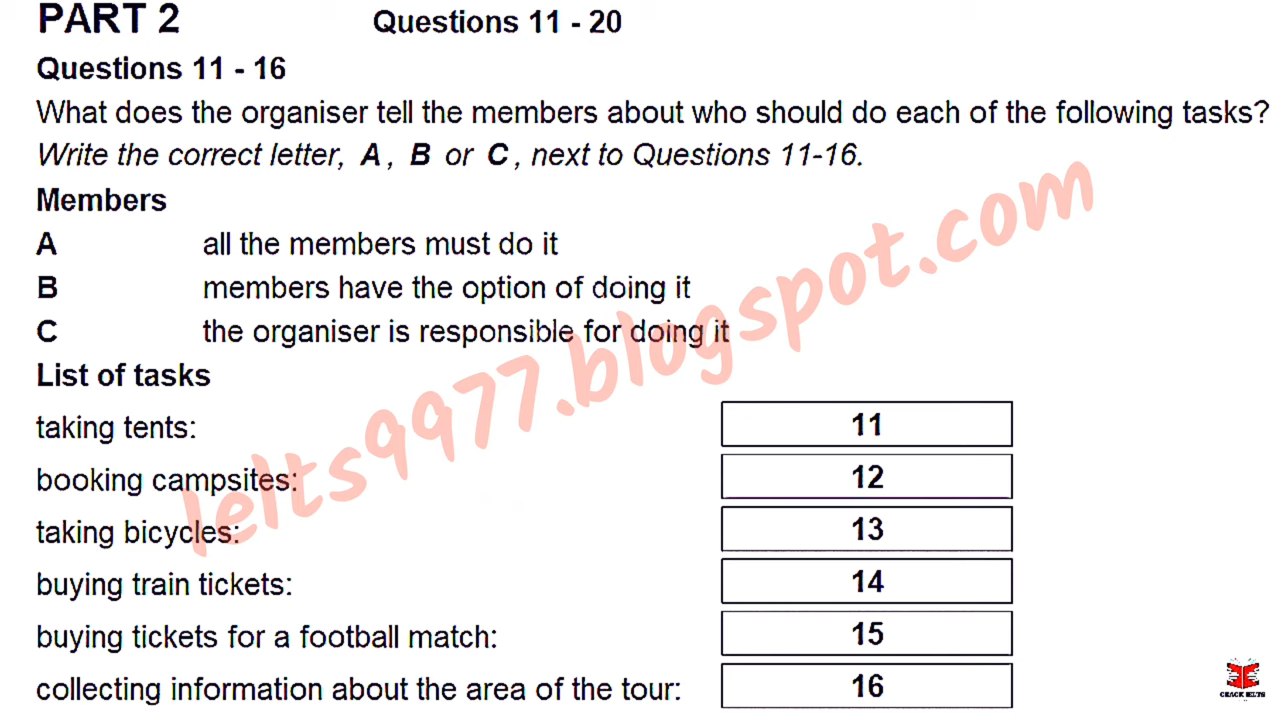 PART 2 Questions 11 - 20
Questions 11 - 16
What does the organiser tell the members about who should do each of the following tasks?
Write the correct letter, A, B or C, next to Questions 11-16.
Members
A all the members must do it
B members have the option of doing it
C the organiser is responsible for doing it
List of tasks
taking tents: 11
booking campsites: 12
taking bicycles: 13
buying train tickets: 14
buying tickets for a football match: 15
collecting information about the area of the tour: 16
Ielts9977.blogspot.com
CRACK IELTS